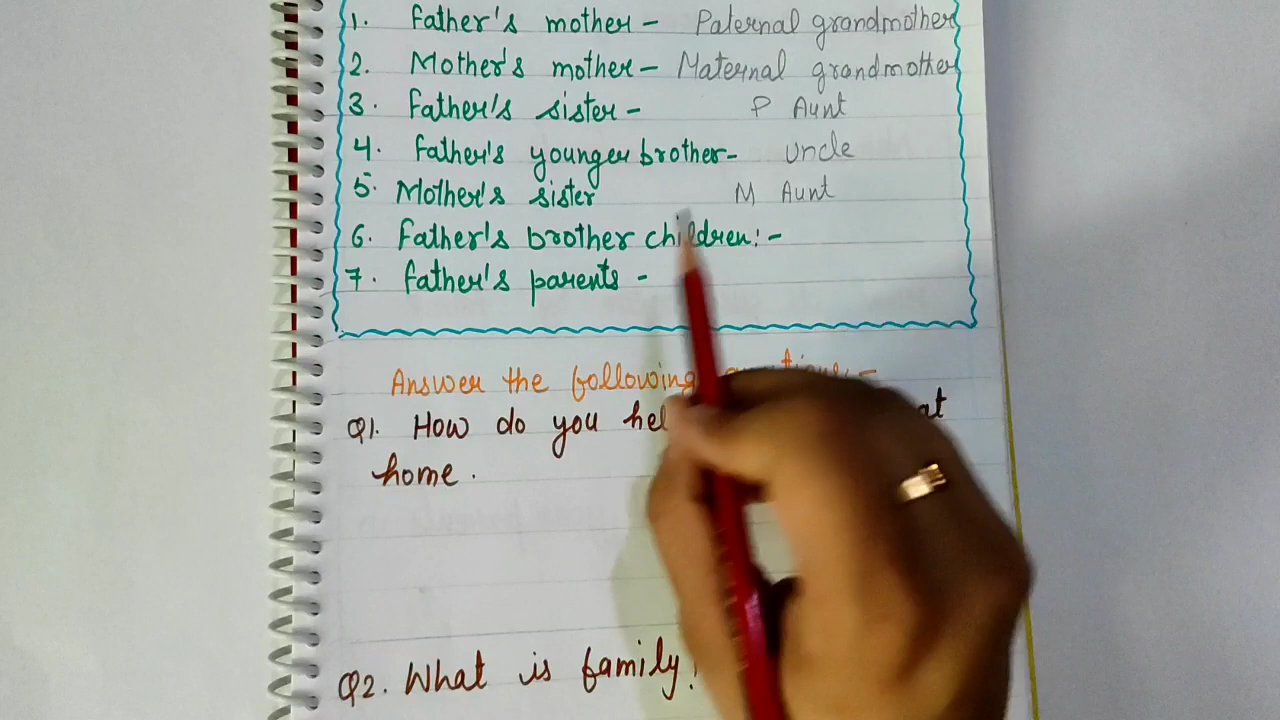 1. Father's mother - Paternal grandmother
2. Mother's mother - Maternal grandmother
3. Father's sister - P Aunt
4. Father's younger brother- Uncle
5. Mother's sister M Aunt
6. Father's brother children:-
7. Father's parents -
Answer the following
Q1. How do you at
home.
Q2. What is family?